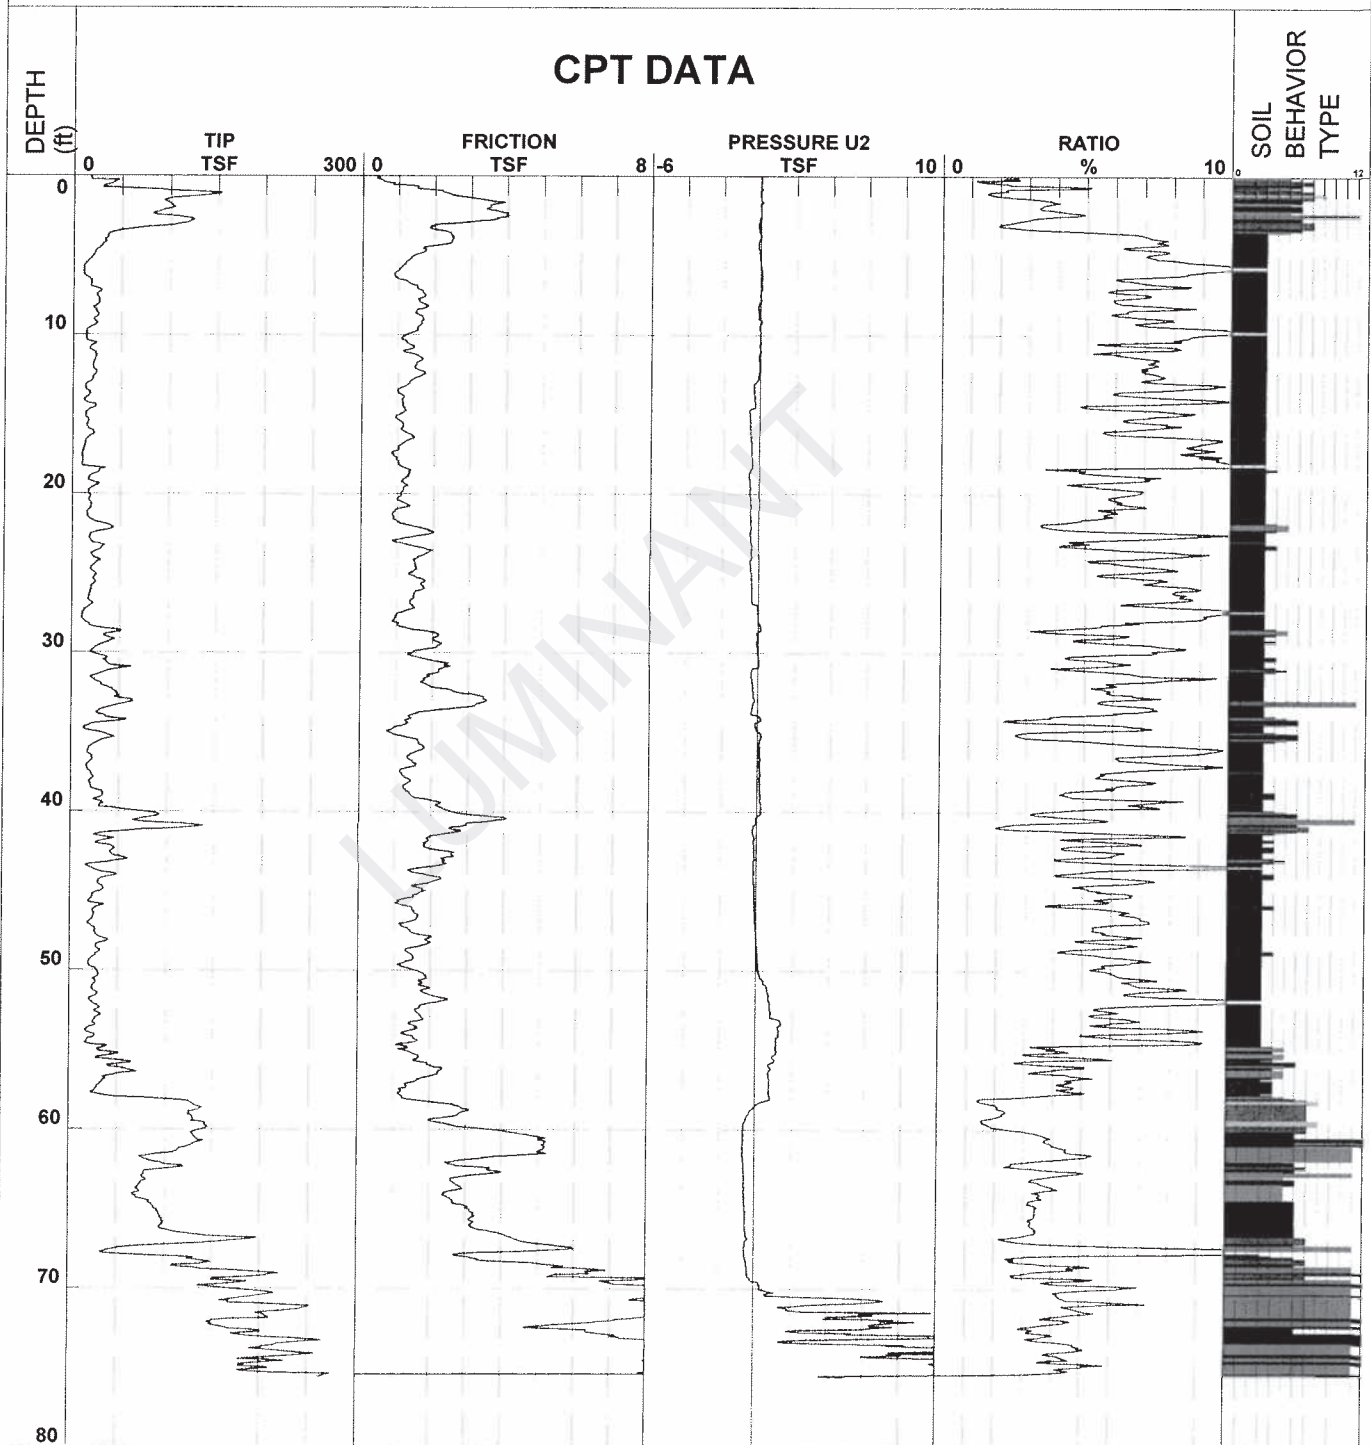 CPT DATA
DEPTH
(ft)
SOIL
BEHAVIOR
TYPE
TIP
FRICTION
PRESSURE U2
RATIO
0 TSF 300
0 TSF 8
-6 TSF 10
0 % 10
0 12
0
10
20
30
40
50
60
70
80
LUMINANT